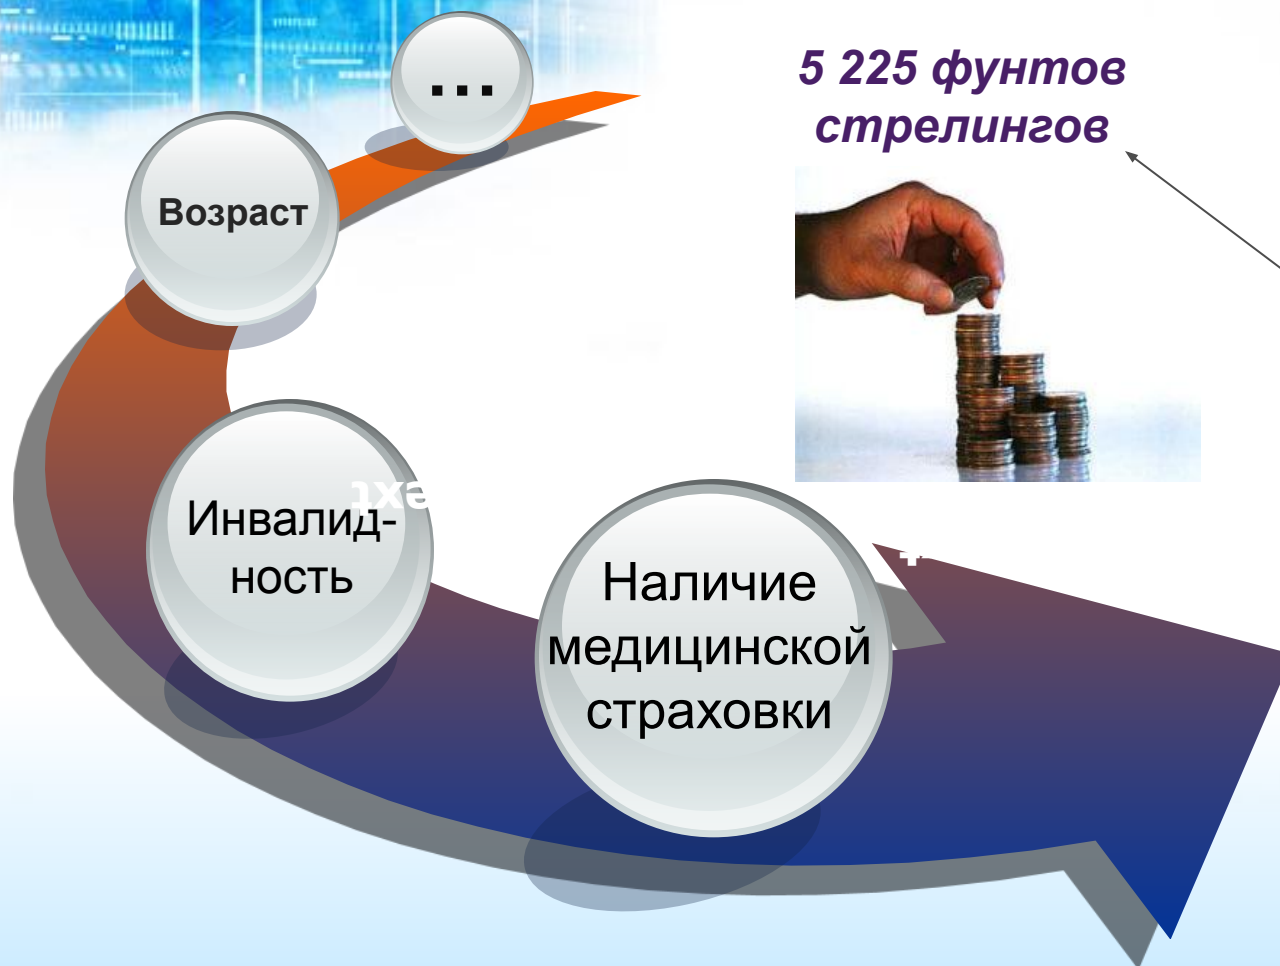 ...
5 225 фунтов
стрелингов
Возраст
Инвалид-
ность
Наличие
медицинской
страховки